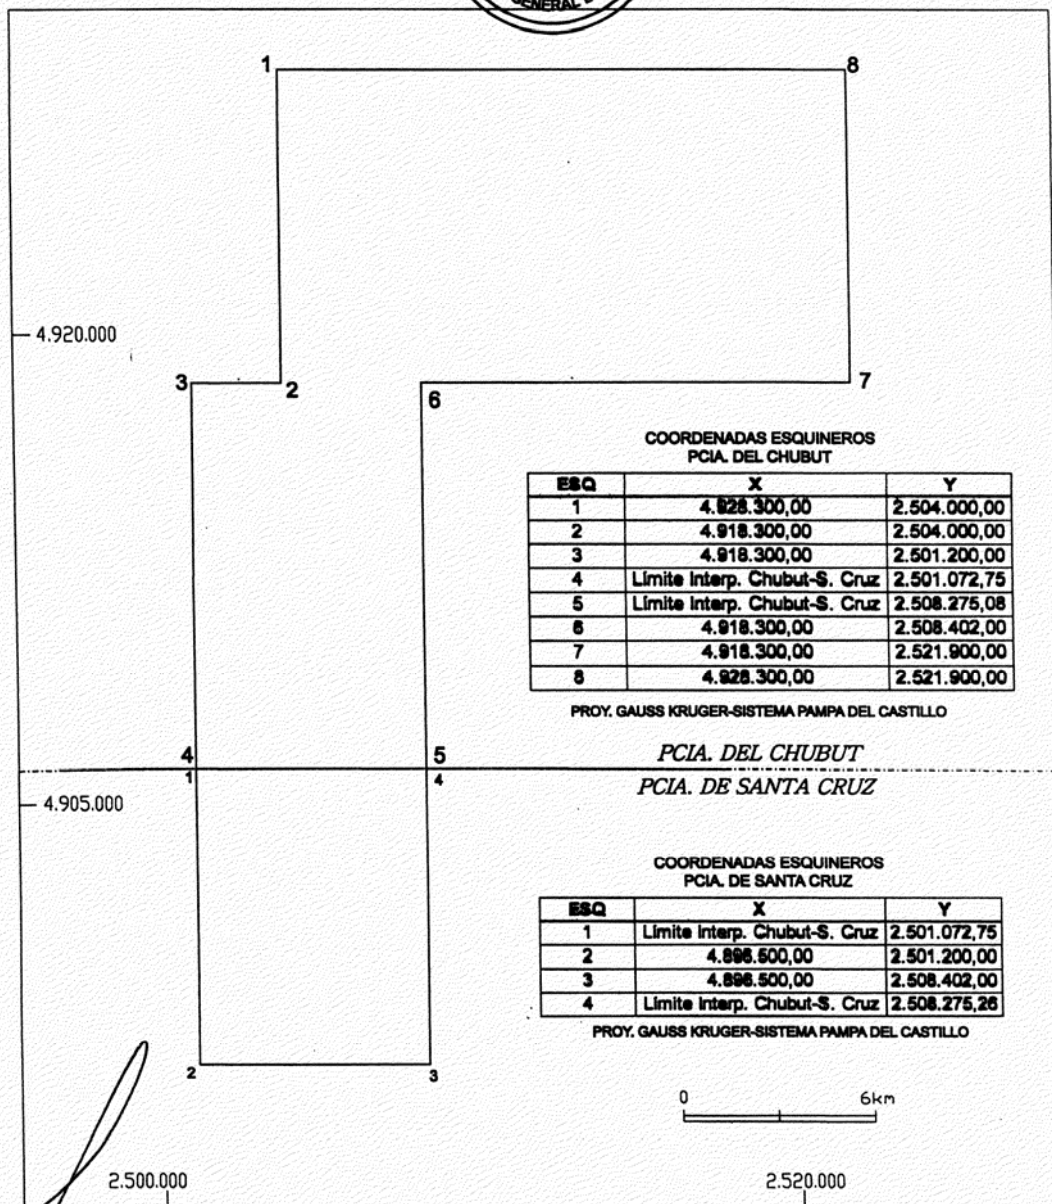 GENERAL
1 8
4.920.000
3 2 6 7
COORDENADAS ESQUINEROS
PCIA. DEL CHUBUT
ESQ X Y
1 4.928.300,00 2.504.000,00
2 4.918.300,00 2.504.000,00
3 4.918.300,00 2.501.200,00
4 Límite Interp. Chubut-S. Cruz 2.501.072,75
5 Límite Interp. Chubut-S. Cruz 2.508.275,08
6 4.918.300,00 2.508.402,00
7 4.918.300,00 2.521.900,00
8 4.928.300,00 2.521.900,00
PROY. GAUSS KRUGER-SISTEMA PAMPA DEL CASTILLO
4 5 PCIA. DEL CHUBUT
1 4 PCIA. DE SANTA CRUZ
4.905.000
COORDENADAS ESQUINEROS
PCIA. DE SANTA CRUZ
ESQ X Y
1 Límite Interp. Chubut-S. Cruz 2.501.072,75
2 4.896.500,00 2.501.200,00
3 4.896.500,00 2.508.402,00
4 Límite Interp. Chubut-S. Cruz 2.508.275,26
PROY. GAUSS KRUGER-SISTEMA PAMPA DEL CASTILLO
2 3
0 6km
2.500.000 2.520.000